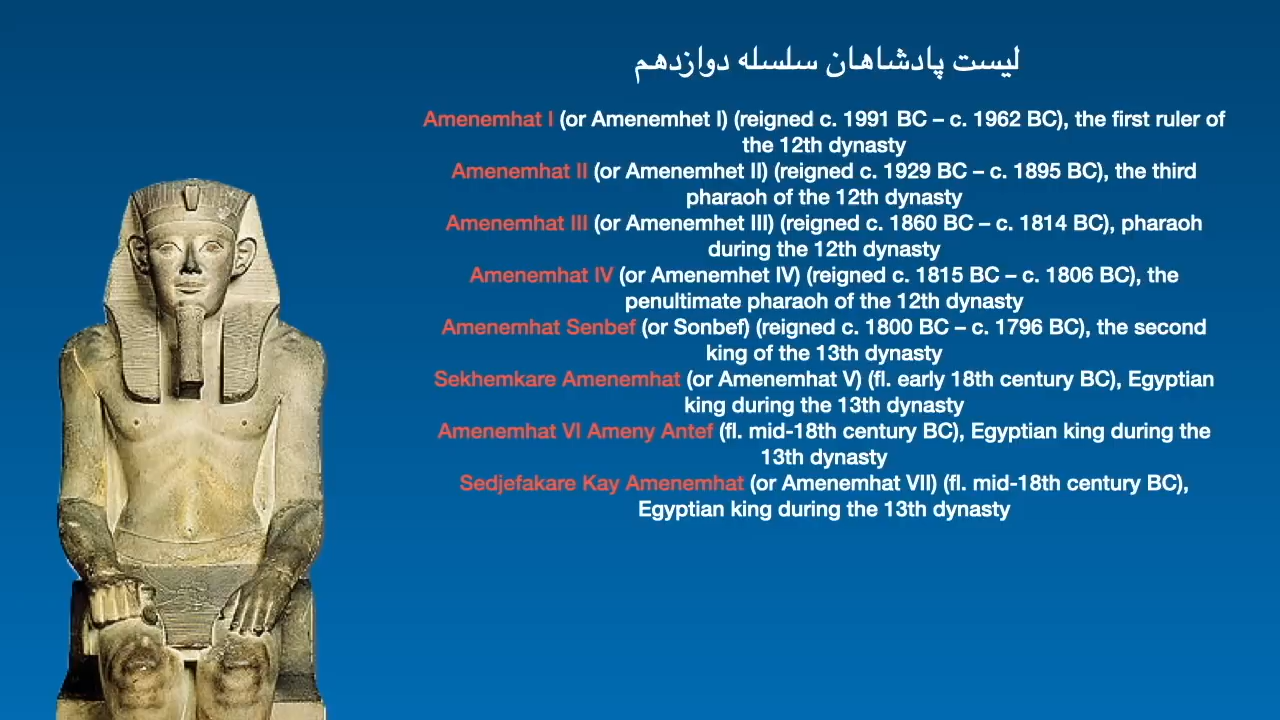 لیست پادشاهان سلسله دوازدهم
Amenemhat I (or Amenemhet I) (reigned c. 1991 BC – c. 1962 BC), the first ruler of
the 12th dynasty
Amenemhat II (or Amenemhet II) (reigned c. 1929 BC – c. 1895 BC), the third
pharaoh of the 12th dynasty
Amenemhat III (or Amenemhet III) (reigned c. 1860 BC – c. 1814 BC), pharaoh
during the 12th dynasty
Amenemhat IV (or Amenemhet IV) (reigned c. 1815 BC – c. 1806 BC), the
penultimate pharaoh of the 12th dynasty
Amenemhat Senbef (or Sonbef) (reigned c. 1800 BC – c. 1796 BC), the second
king of the 13th dynasty
Sekhemkare Amenemhat (or Amenemhat V) (fl. early 18th century BC), Egyptian
king during the 13th dynasty
Amenemhat VI Ameny Antef (fl. mid-18th century BC), Egyptian king during the
13th dynasty
Sedjefakare Kay Amenemhat (or Amenemhat VII) (fl. mid-18th century BC),
Egyptian king during the 13th dynasty